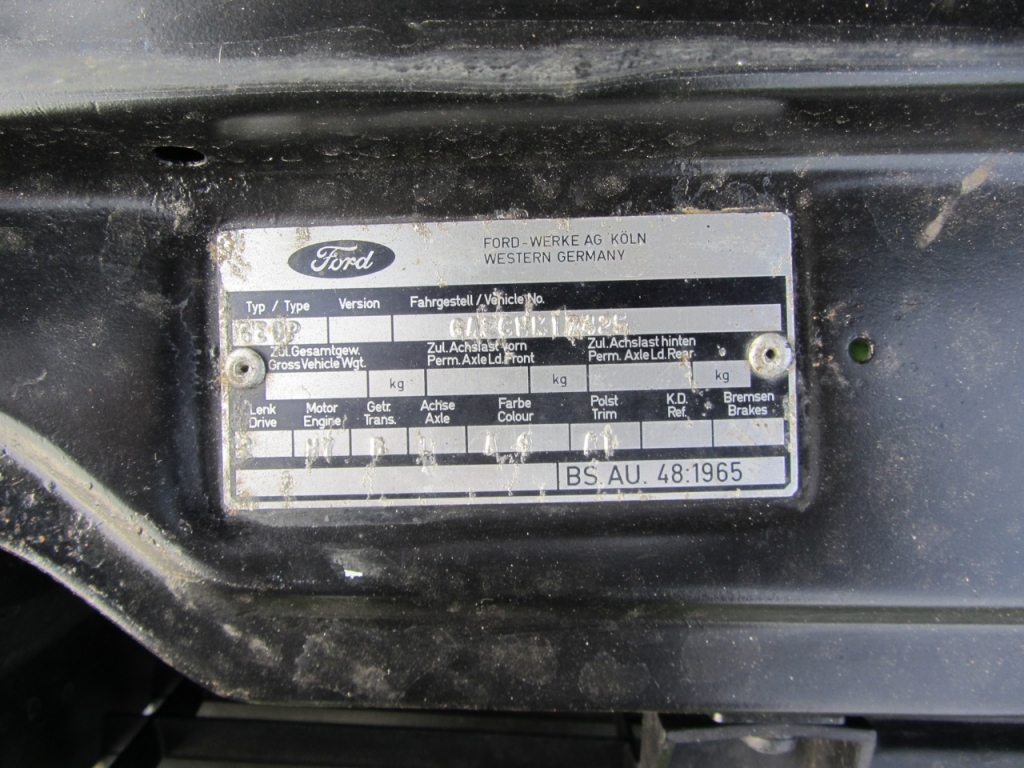 Ford
FORD-WERKE AG KÖLN
WESTERN GERMANY
Typ / Type Version Fahrgestell / Vehicle No.
Zul.Gesamtgew. Zul.Achslast vorn Zul.Achslast hinten
Gross Vehicle Wgt. Perm. Axle Ld. Front Perm. Axle Ld. Rear
kg kg kg
Lenk Motor Getr. Achse Farbe Polst K.D. Bremsen
Drive Engine Trans. Axle Colour Trim Ref. Brakes
BS. AU. 48:1965